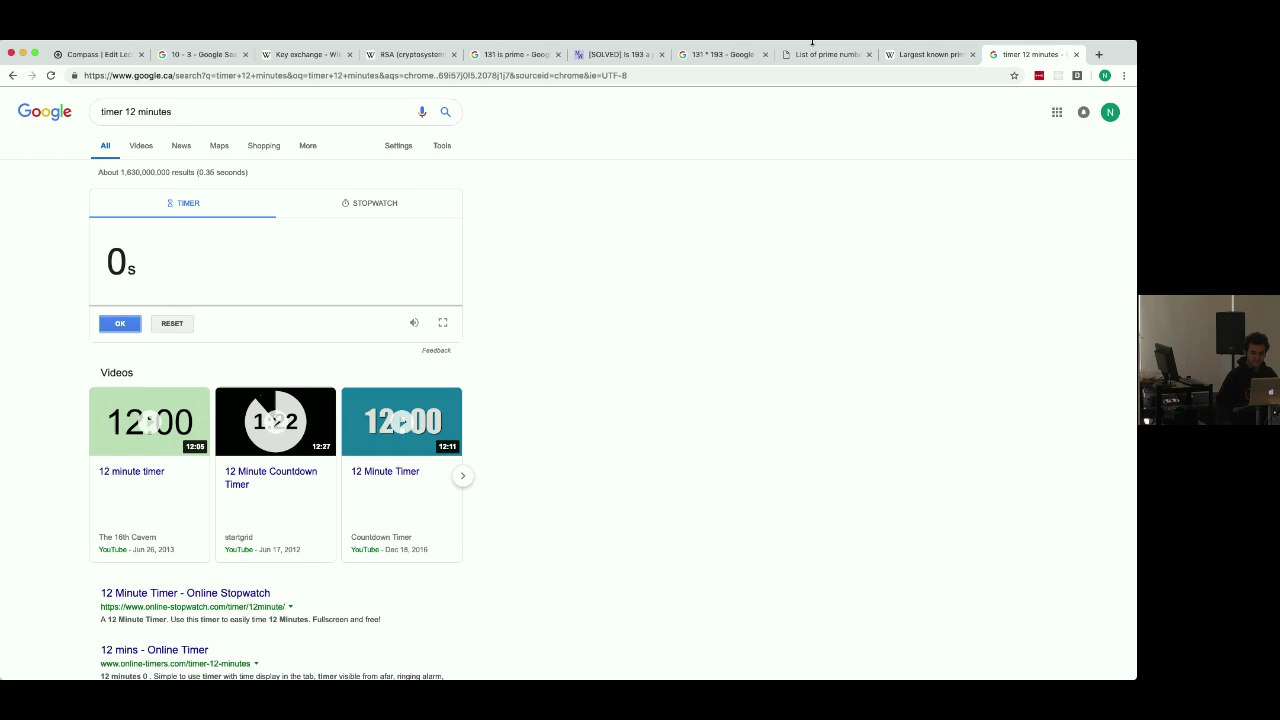 Compass | Edit Lec
10 - 3 - Google Sea
Key exchange - Wik
RSA (cryptosystem
131 is prime - Goog
[SOLVED] Is 193 a p
131 * 193 - Google
List of prime numbe
Largest known prim
timer 12 minutes - G
https://www.google.ca/search?q=timer+12+minutes&oq=timer+12+minutes&aqs=chrome..69i57j0l5.2078j1j7&sourceid=chrome&ie=UTF-8
Google
timer 12 minutes
N
N
All
Videos
News
Maps
Shopping
More
Settings
Tools
About 1,630,000,000 results (0.35 seconds)
TIMER
STOPWATCH
0s
OK
RESET
Feedback
Videos
12:00
12:05
1:22
12:27
12:00
12:11
12 minute timer
12 Minute Countdown
Timer
12 Minute Timer
The 16th Cavern
YouTube - Jun 26, 2013
startgrid
YouTube - Jun 17, 2012
Countdown Timer
YouTube - Dec 18, 2016
12 Minute Timer - Online Stopwatch
https://www.online-stopwatch.com/timer/12minute/
A 12 Minute Timer. Use this timer to easily time 12 Minutes. Fullscreen and free!
12 mins - Online Timer
www.online-timers.com/timer-12-minutes
12 minutes 0 . Simple to use timer with time display in the tab, timer visible from afar, ringing alarm,